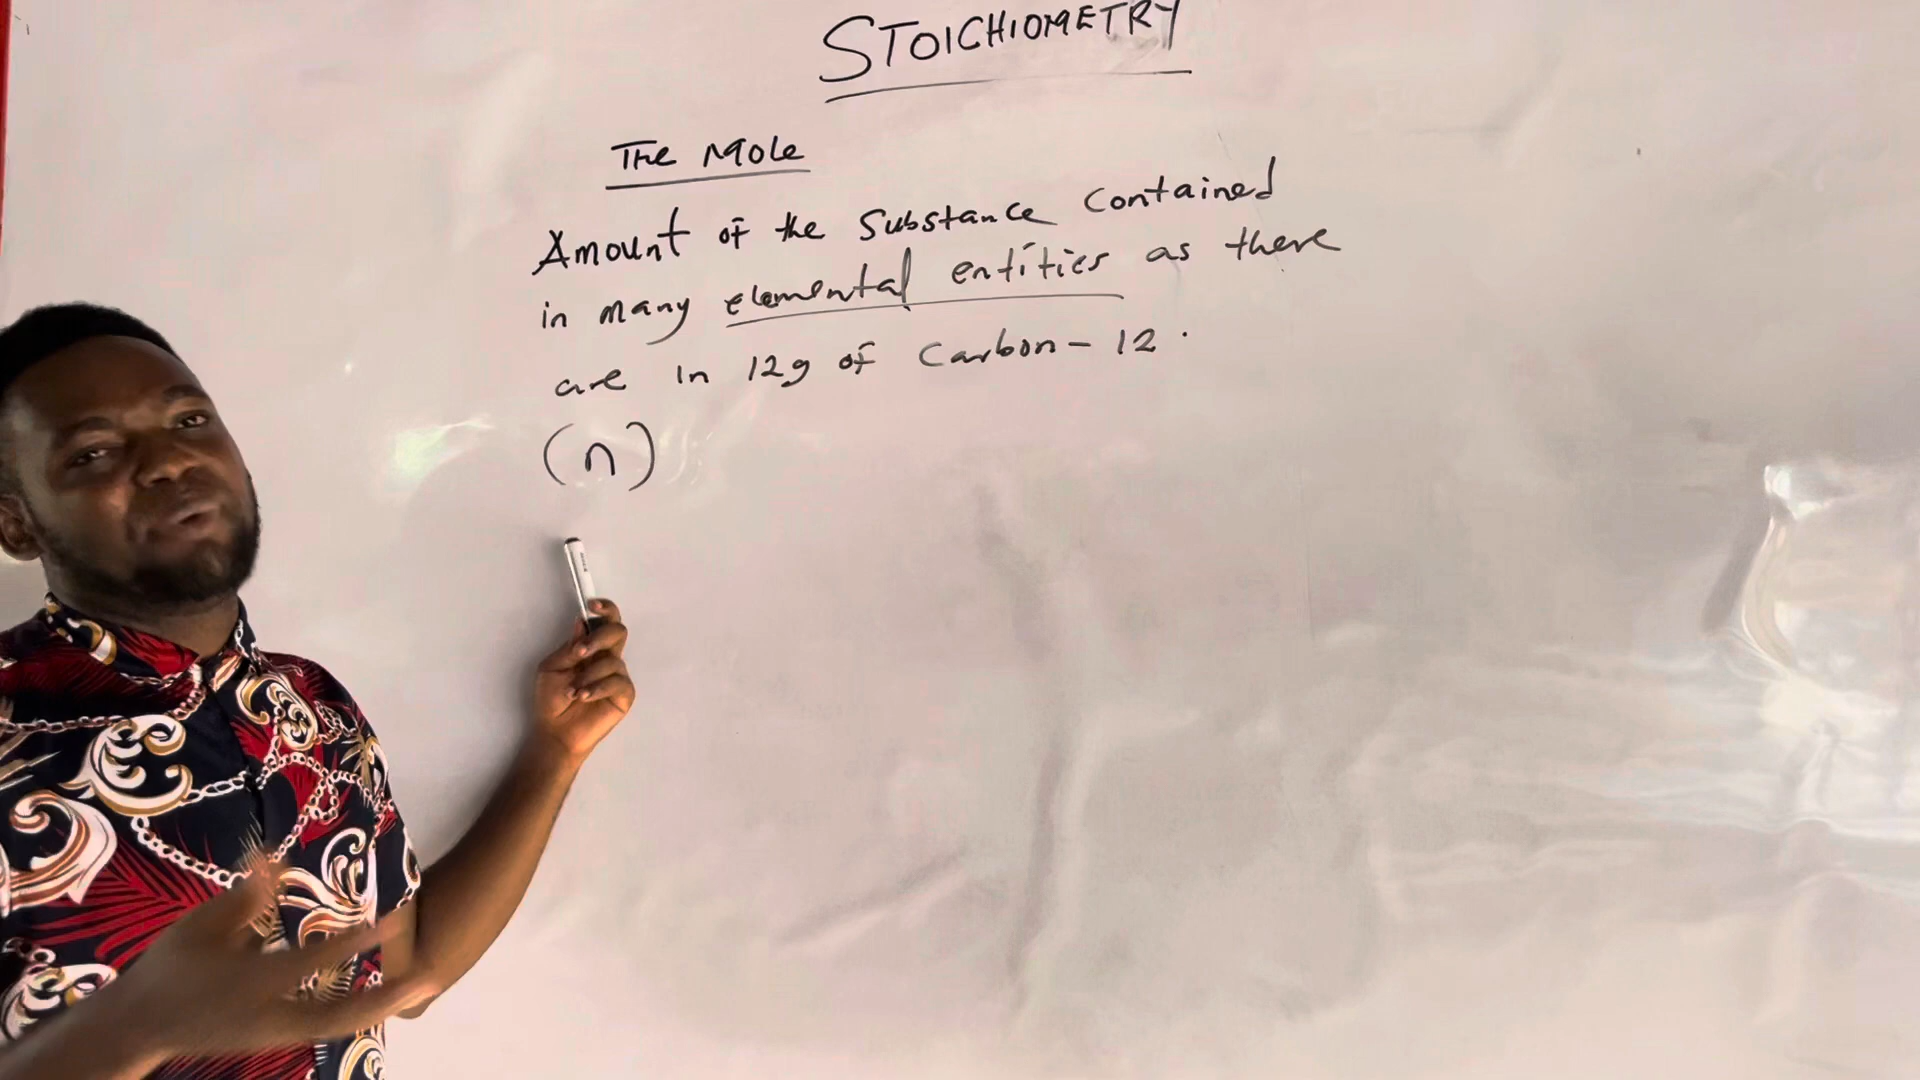 STOICHIOMETRY
The Mole
Amount of the Substance Contained
in many elemental entities as there
are in 12g of Carbon-12.
(n)